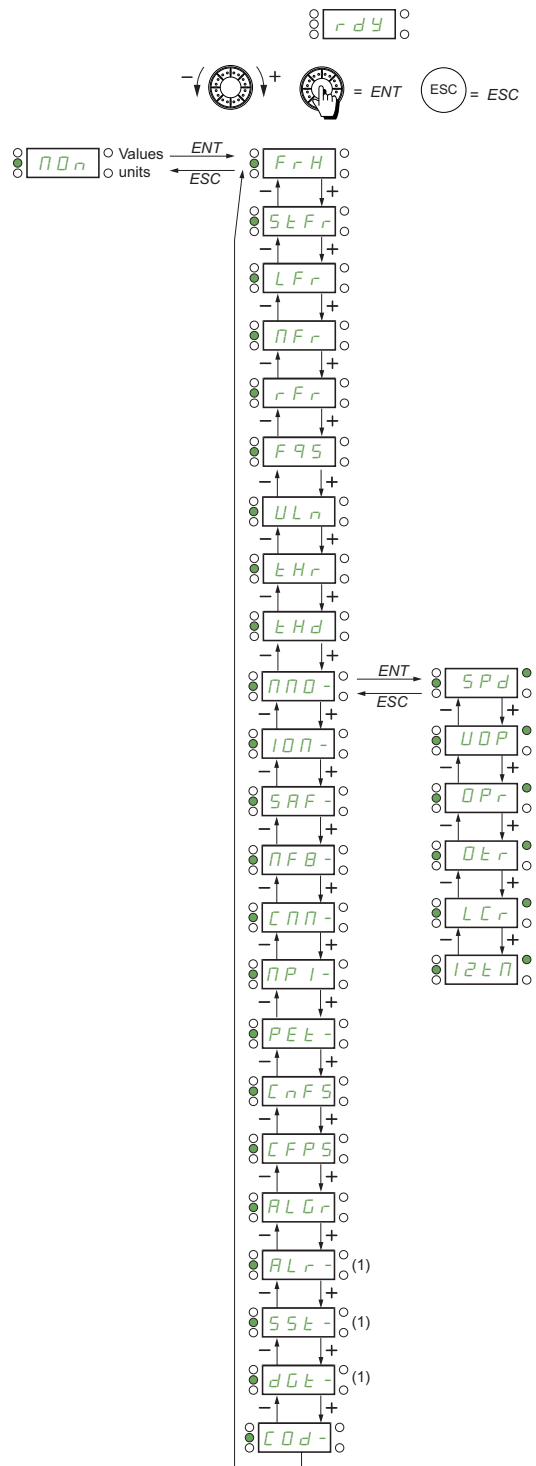 rdY
− + = ENT ESC = ESC
MOn Values ENT FrH
units ESC
− +
StFr
− +
LFr
− +
MFr
− +
rFr
− +
FqS
− +
ULn
− +
tHr
− +
tHd
− +
MMO- ENT SPd
ESC
− + − +
IOM- UOP
− + − +
SAF- OPr
− + − +
MFB- Otr
− + − +
CMM- LCr
− + − +
MPI- I2tM
− +
PEt-
− +
CnFS
− +
CFPS
− +
ALGr
− +
ALr- (1)
− +
SSt- (1)
− +
dGt- (1)
− +
COd-